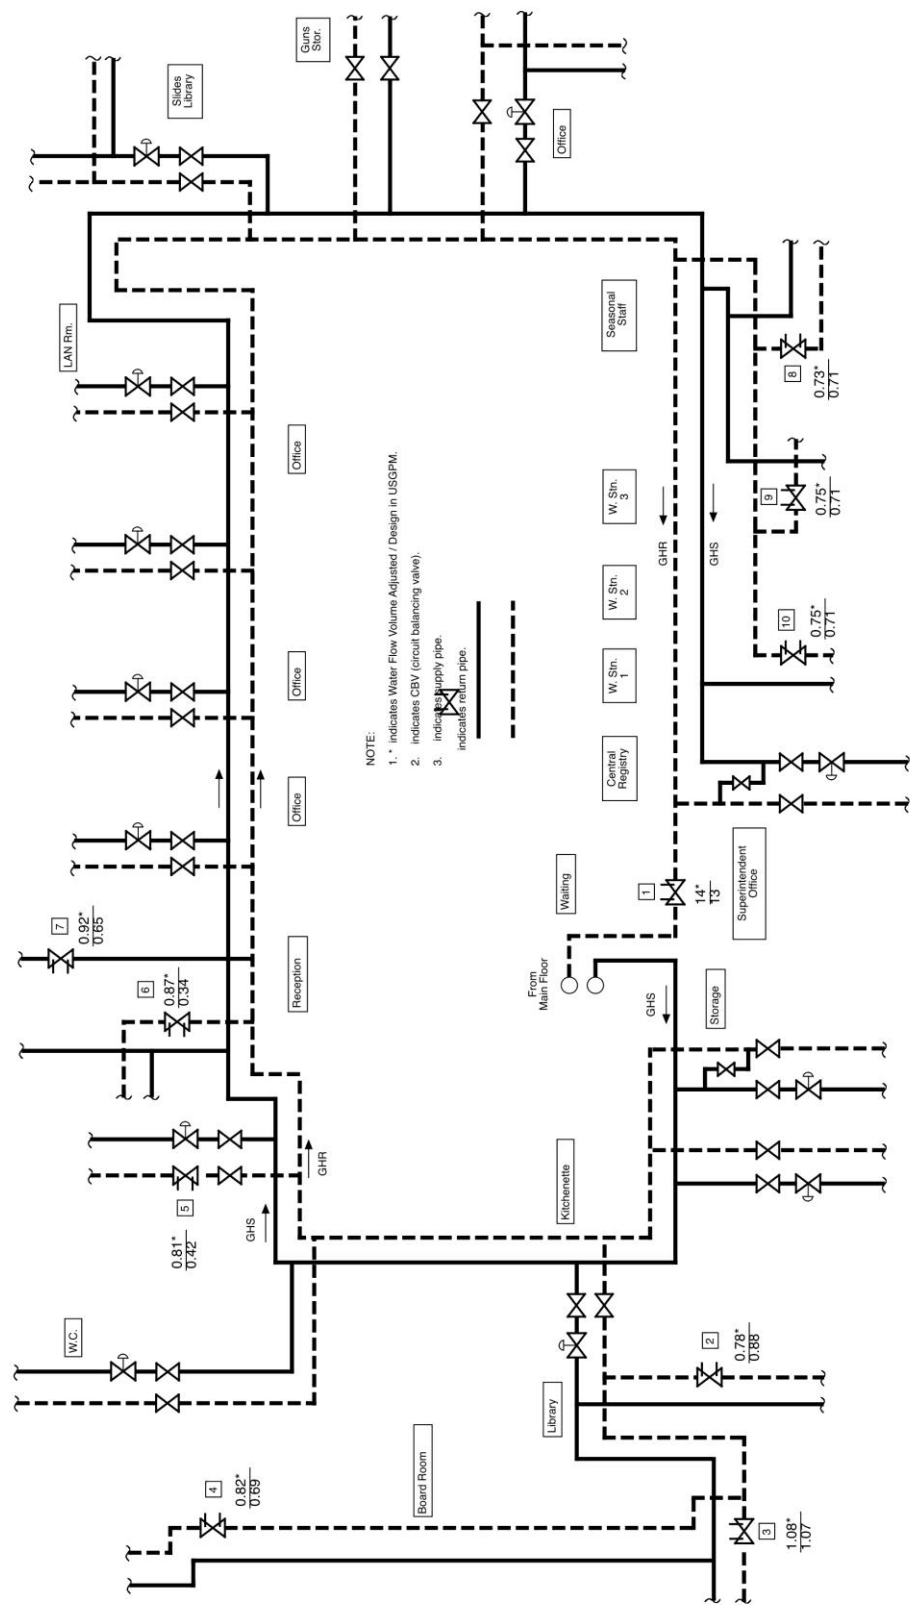 Slides
Library
Guns
Stor.
Office
LAN Rm.
Seasonal
Staff
8
0.73*
0.71
9
0.75*
0.71
10
0.75*
0.71
Office
Office
Office
W. Stn.
3
W. Stn.
2
W. Stn.
1
Central
Registry
GHR
GHS
NOTE:
1. * indicates Water Flow Volume Adjusted / Design in USGPM.
2. indicates CBV (circuit balancing valve).
3. indicates supply pipe.
indicates return pipe.
7
0.92*
0.65
6
0.87*
0.34
Reception
Waiting
From
Main Floor
1
14*
13
Superintendent
Office
GHS
Storage
5
0.81*
0.42
GHS
GHR
Kitchenette
W.C.
Library
2
0.78*
0.88
Board Room
4
0.82*
0.69
3
1.08*
1.07